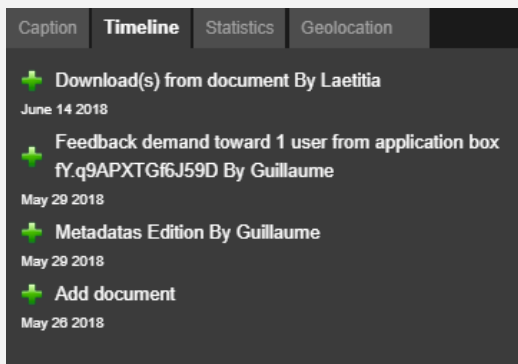 Caption Timeline Statistics Geolocation
Download(s) from document By Laetitia
June 14 2018
Feedback demand toward 1 user from application box
fY.q9APXTGf6J59D By Guillaume
May 29 2018
Metadatas Edition By Guillaume
May 29 2018
Add document
May 26 2018